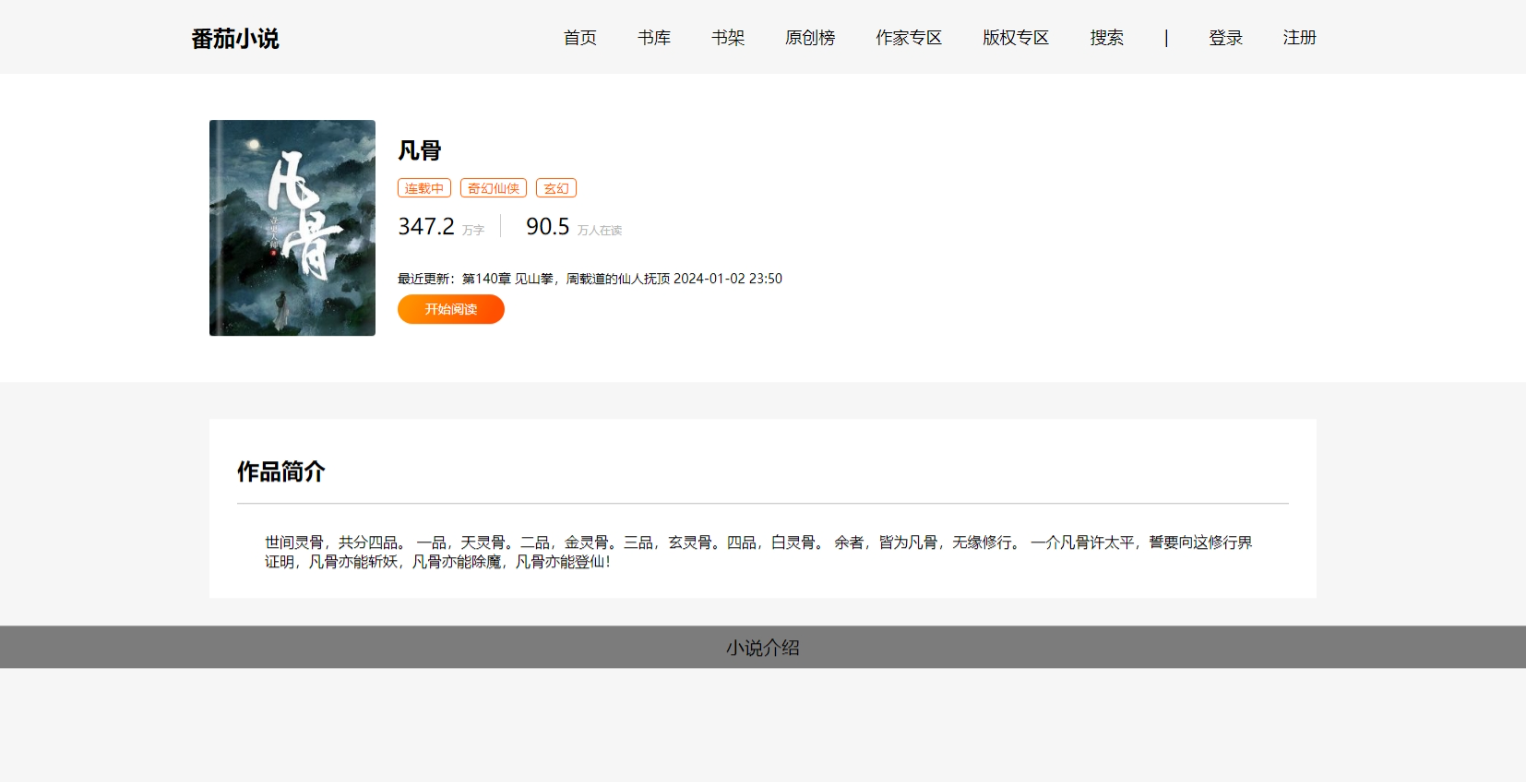 番茄小说 首页 书库 书架 原创榜 作家专区 版权专区 搜索 | 登录 注册
凡骨
凡骨
连载中 奇幻仙侠 玄幻
347.2 万字 90.5 万人在读
最近更新：第140章 见山拳，周载道的仙人抚顶 2024-01-02 23:50
开始阅读
作品简介
世间灵骨，共分四品。 一品，天灵骨。二品，金灵骨。三品，玄灵骨。四品，白灵骨。 余者，皆为凡骨，无缘修行。 一介凡骨许太平，誓要向这修行界
证明，凡骨亦能斩妖，凡骨亦能除魔，凡骨亦能登仙！
小说介绍